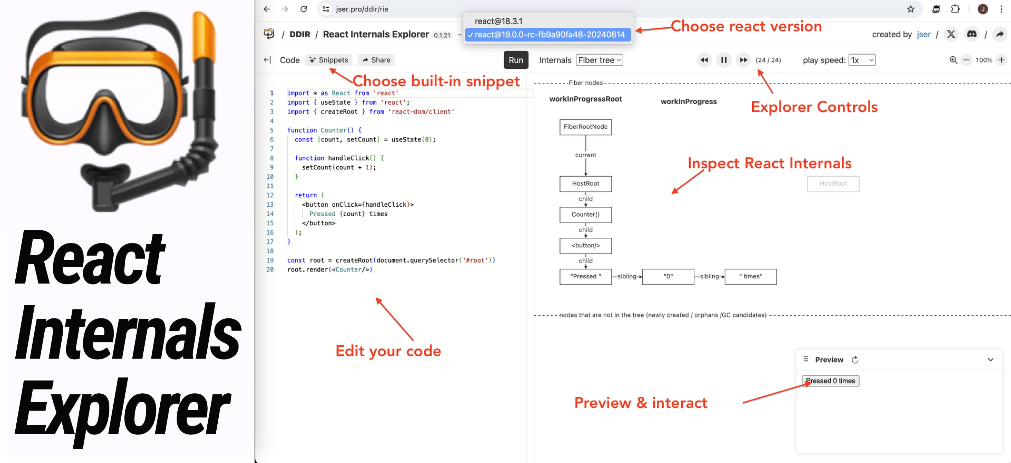 React
Internals
Explorer
jser.pro/ddir/rie
J
react@18.3.1
✓ react@19.0.0-rc-fb9a90fa48-20240614
Choose react version
/ DDIR / React Internals Explorer 0.1.21 -
created by jser /
Code Snippets Share Run
Internals Fiber tree (24 / 24) play speed: 1x 100%
Choose built-in snippet
Explorer Controls
1 import * as React from 'react'
2 import { useState } from 'react';
3 import { createRoot } from 'react-dom/client'
4
5 function Counter() {
6 const [count, setCount] = useState(0);
7
8 function handleClick() {
9 setCount(count + 1);
10 }
11
12 return (
13 <button onClick={handleClick}>
14 Pressed {count} times
15 </button>
16 );
17 }
18
19 const root = createRoot(document.querySelector('#root'))
20 root.render(<Counter/>)
Edit your code
Fiber nodes
workInProgressRoot workInProgress
FiberRootNode
current
Inspect React Internals
HostRoot HostRoot
child
Counter()
child
<button/>
child
"Pressed " sibling "0" sibling " times"
nodes that are not in the tree (newly created / orphans /GC candidates)
Preview
Pressed 0 times
Preview & interact